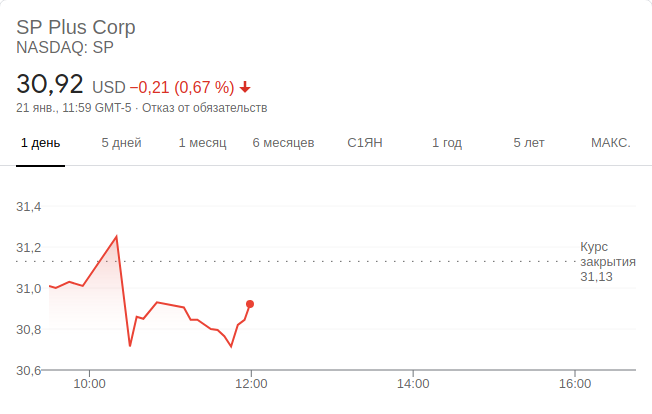 SP Plus Corp
NASDAQ: SP
30,92 USD −0,21 (0,67 %)
21 янв., 11:59 GMT-5 · Отказ от обязательств
1 день 5 дней 1 месяц 6 месяцев С1ЯН 1 год 5 лет МАКС.
31,4
31,2
31,0
30,8
30,6
Курс
закрытия
31,13
10:00 12:00 14:00 16:00